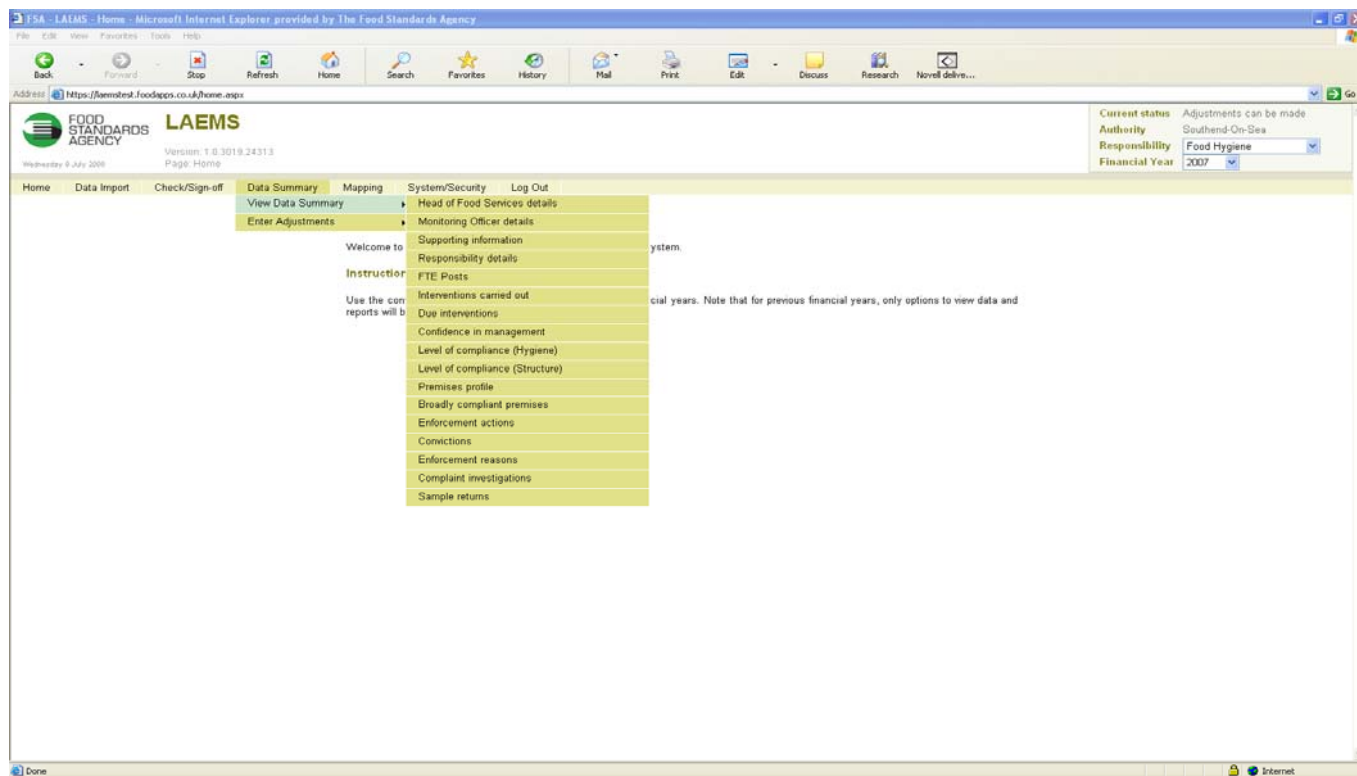 FSA - LAEMS - Home - Microsoft Internet Explorer provided by The Food Standards Agency
File Edit View Favorites Tools Help
Back Forward Stop Refresh Home Search Favorites History Mail Print Edit Discuss Research Novell delive...
Address https://laemstest.foodapps.co.uk/home.aspx Go
FOOD STANDARDS AGENCY
LAEMS
Version: 1.0.3019.24313
Page: Home
Current status Adjustments can be made
Authority Southend-On-Sea
Responsibility Food Hygiene
Financial Year 2007
Home Data Import Check/Sign-off Data Summary Mapping System/Security Log Out
View Data Summary
Enter Adjustments
Head of Food Services details
Monitoring Officer details
Supporting information
Responsibility details
FTE Posts
Interventions carried out
Due interventions
Confidence in management
Level of compliance (Hygiene)
Level of compliance (Structure)
Premises profile
Broadly compliant premises
Enforcement actions
Convictions
Enforcement reasons
Complaint investigations
Sample returns
Welcome to ystem.
Instruction
Use the con cial years. Note that for previous financial years, only options to view data and
reports will b
Done Internet